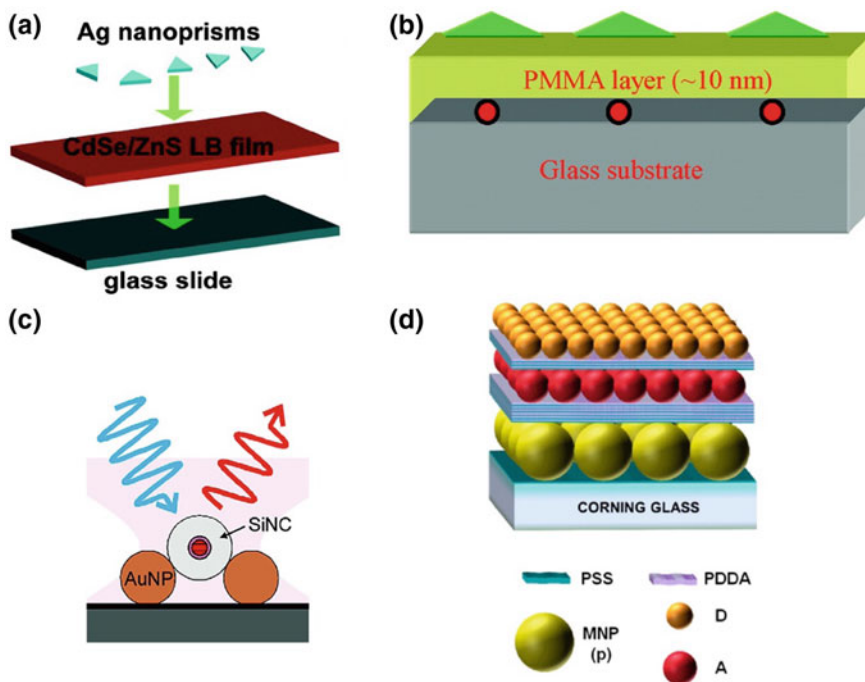 (a)
Ag nanoprisms
CdSe/ZnS LB film
glass slide
(b)
PMMA layer (~10 nm)
Glass substrate
(c)
SiNC
AuNP
(d)
CORNING GLASS
PSS
PDDA
MNP
(p)
D
A